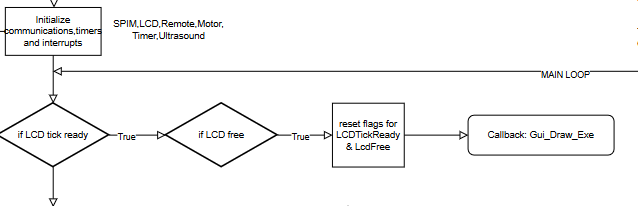 Initialize
communications,timers
and interrupts
SPIM,LCD,Remote,Motor,
Timer,Ultrasound
MAIN LOOP
if LCD tick ready
True
if LCD free
True
reset flags for
LCDTickReady
& LcdFree
Callback: Gui_Draw_Exe